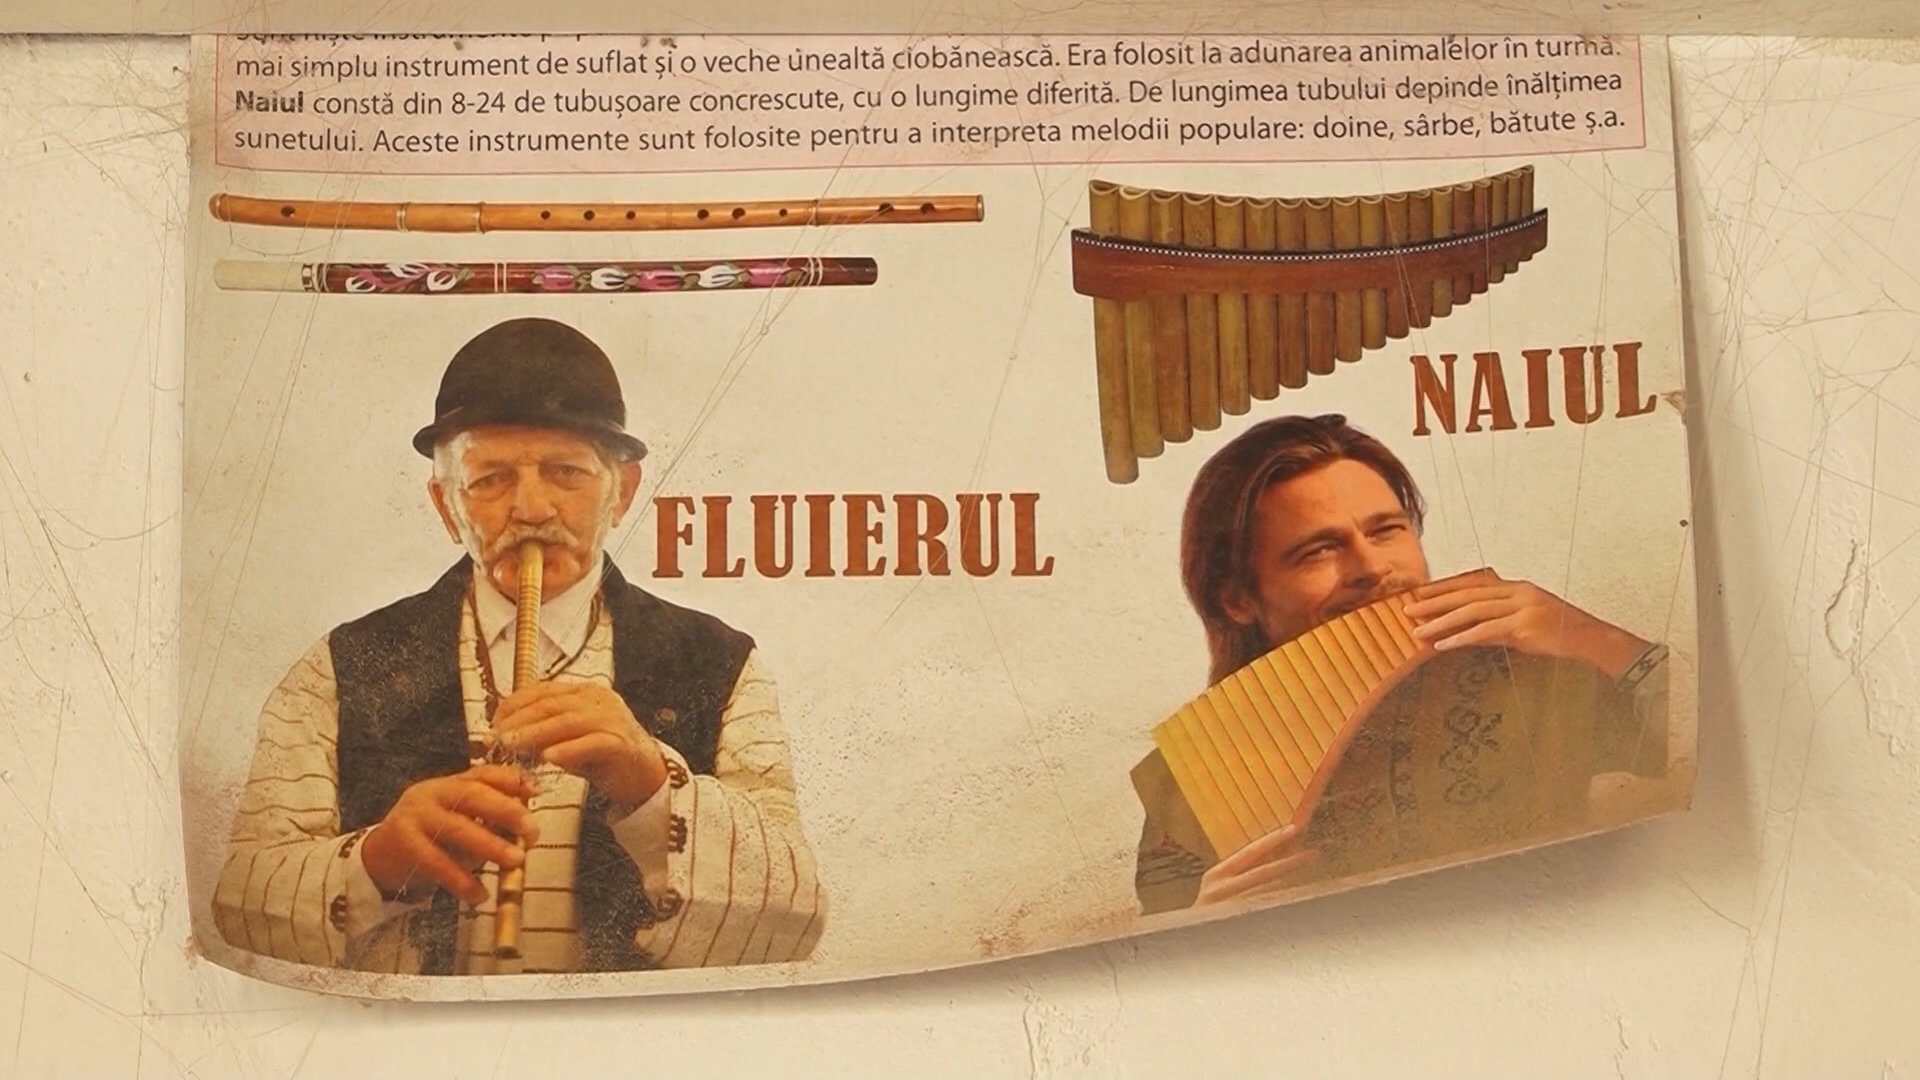 mai simplu instrument de suflat și o veche unealtă ciobănească. Era folosit la adunarea animalelor în turmă.
Naiul constă din 8-24 de tubușoare concrescute, cu o lungime diferită. De lungimea tubului depinde înălțimea
sunetului. Aceste instrumente sunt folosite pentru a interpreta melodii populare: doine, sârbe, bătute ș.a.
NAIUL
FLUIERUL